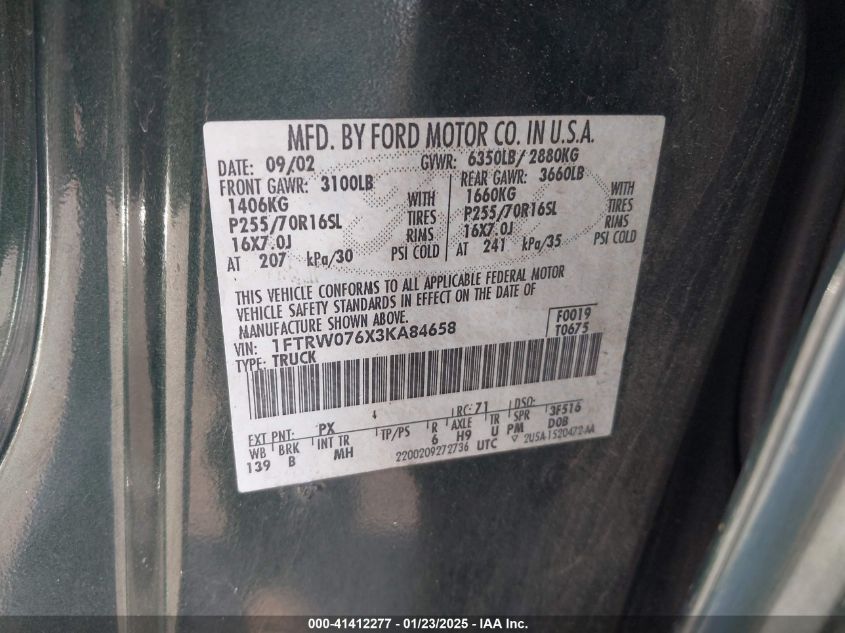 MFD. BY FORD MOTOR CO. IN U.S.A.
DATE: 09/02 GVWR: 6350LB/ 2880KG
FRONT GAWR: 3100LB REAR GAWR: 3660LB
1406KG WITH 1660KG WITH
P255/70R16SL TIRES P255/70R16SL TIRES
16X7.0J RIMS 16X7.0J RIMS
AT 207 kPa/30 PSI COLD AT 241 kPa/35 PSI COLD
THIS VEHICLE CONFORMS TO ALL APPLICABLE FEDERAL MOTOR
VEHICLE SAFETY STANDARDS IN EFFECT ON THE DATE OF
MANUFACTURE SHOWN ABOVE.
VIN: 1FTRW076X3KA84658 F0019
TYPE: TRUCK T0675
EXT PNT: PX RC: 71 DSO:
WB BRK INT TR TP/PS R AXLE TR SPR 3F516
139 B MH 6 H9 U PM DOB
2200209272736 UTC 2USA-1520472-AA
000-41412277 - 01/23/2025 - IAA Inc.